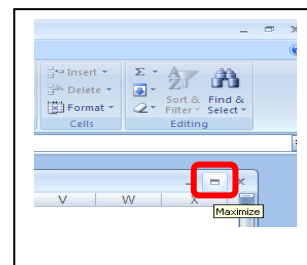 Insert
Σ
Delete
Format
Sort & Filter
Find & Select
Cells
Editing
V W X
Maximize